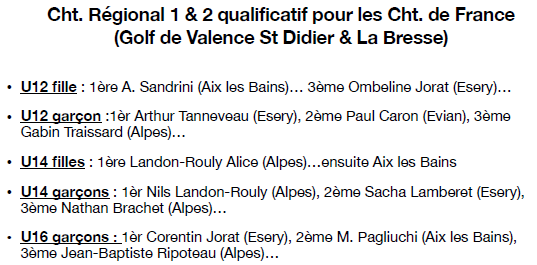 Cht. Régional 1 & 2 qualificatif pour les Cht. de France
(Golf de Valence St Didier & La Bresse)
• U12 fille : 1ère A. Sandrini (Aix les Bains)… 3ème Ombeline Jorat (Esery)…
• U12 garçon :1èr Arthur Tanneveau (Esery), 2ème Paul Caron (Evian), 3ème
Gabin Traissard (Alpes)…
• U14 filles : 1ère Landon-Rouly Alice (Alpes)…ensuite Aix les Bains
• U14 garçons : 1èr Nils Landon-Rouly (Alpes), 2ème Sacha Lamberet (Esery),
3ème Nathan Brachet (Alpes)…
• U16 garçons : 1èr Corentin Jorat (Esery), 2ème M. Pagliuchi (Aix les Bains),
3ème Jean-Baptiste Ripoteau (Alpes)…